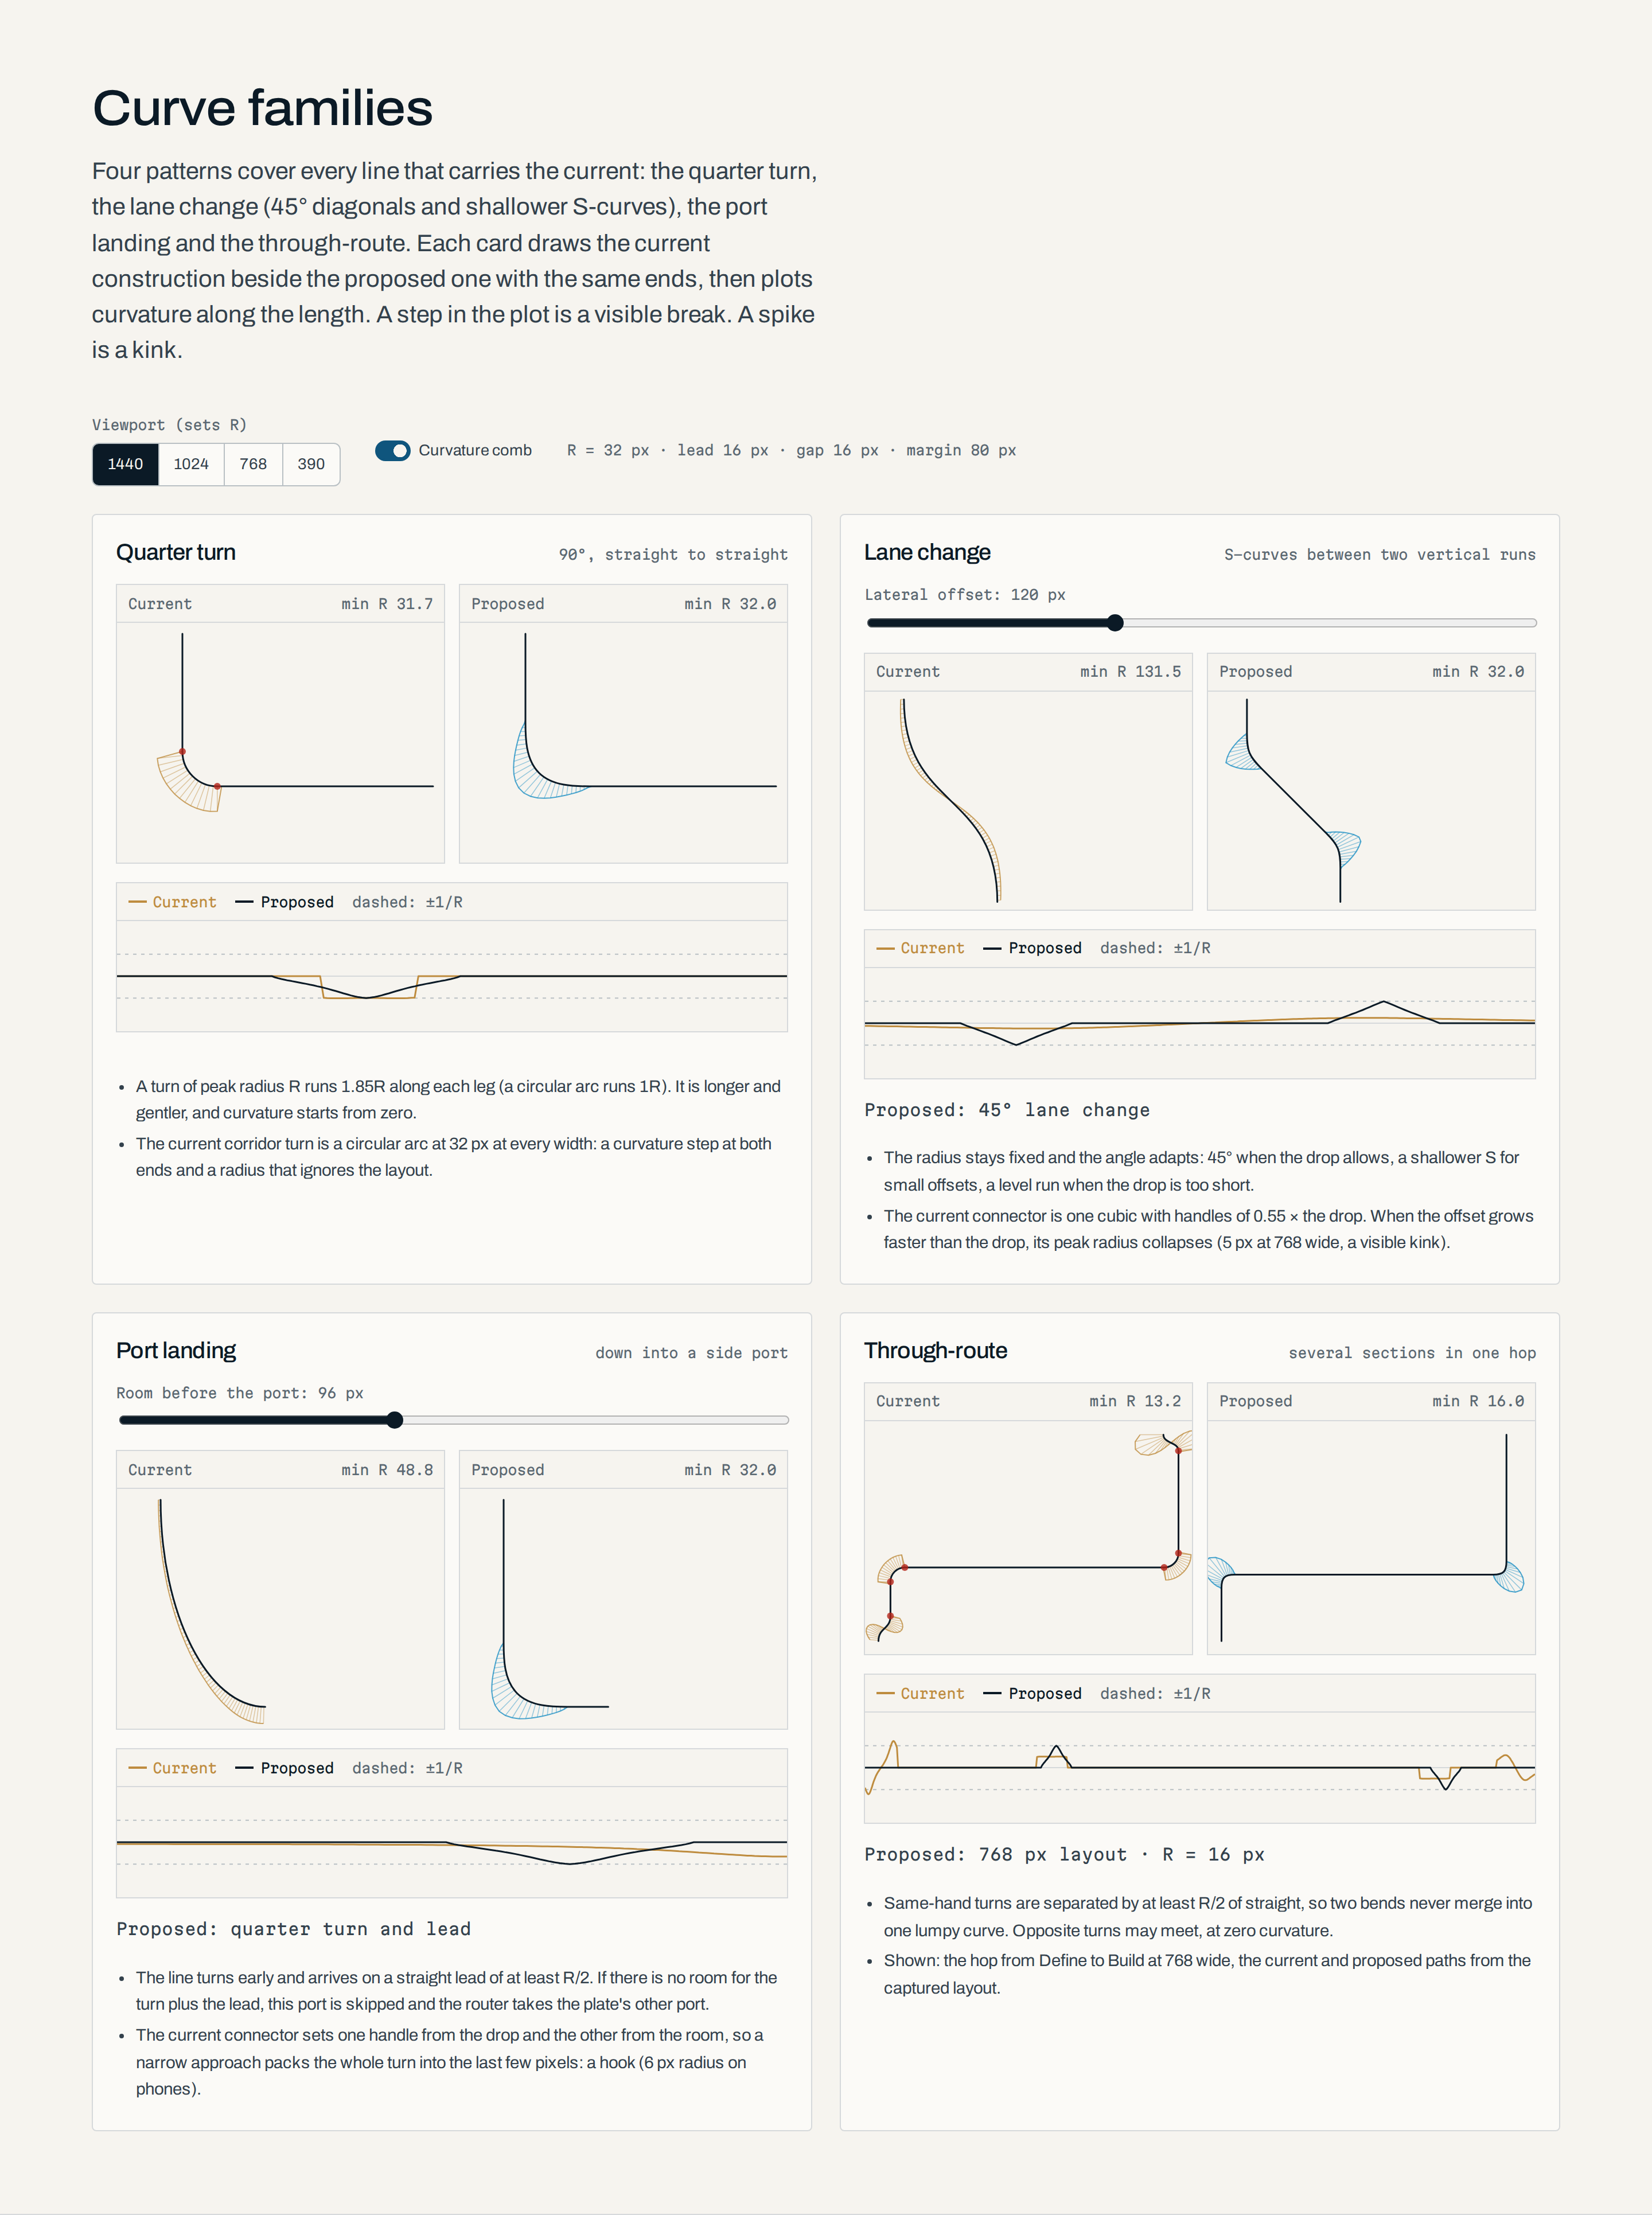 Curve families
Four patterns cover every line that carries the current: the quarter turn,
the lane change (45° diagonals and shallower S-curves), the port
landing and the through-route. Each card draws the current
construction beside the proposed one with the same ends, then plots
curvature along the length. A step in the plot is a visible break. A spike
is a kink.
Viewport (sets R)
1440 1024 768 390
Curvature comb
R = 32 px · lead 16 px · gap 16 px · margin 80 px
Quarter turn
90°, straight to straight
Current min R 31.7
Proposed min R 32.0
Current Proposed dashed: ±1/R
A turn of peak radius R runs 1.85R along each leg (a circular arc runs 1R). It is longer and
gentler, and curvature starts from zero.
The current corridor turn is a circular arc at 32 px at every width: a curvature step at both
ends and a radius that ignores the layout.
Lane change
S-curves between two vertical runs
Lateral offset: 120 px
Current min R 131.5
Proposed min R 32.0
Current Proposed dashed: ±1/R
Proposed: 45° lane change
The radius stays fixed and the angle adapts: 45° when the drop allows, a shallower S for
small offsets, a level run when the drop is too short.
The current connector is one cubic with handles of 0.55 × the drop. When the offset grows
faster than the drop, its peak radius collapses (5 px at 768 wide, a visible kink).
Port landing
down into a side port
Room before the port: 96 px
Current min R 48.8
Proposed min R 32.0
Current Proposed dashed: ±1/R
Proposed: quarter turn and lead
The line turns early and arrives on a straight lead of at least R/2. If there is no room for the
turn plus the lead, this port is skipped and the router takes the plate's other port.
The current connector sets one handle from the drop and the other from the room, so a
narrow approach packs the whole turn into the last few pixels: a hook (6 px radius on
phones).
Through-route
several sections in one hop
Current min R 13.2
Proposed min R 16.0
Current Proposed dashed: ±1/R
Proposed: 768 px layout · R = 16 px
Same-hand turns are separated by at least R/2 of straight, so two bends never merge into
one lumpy curve. Opposite turns may meet, at zero curvature.
Shown: the hop from Define to Build at 768 wide, the current and proposed paths from the
captured layout.